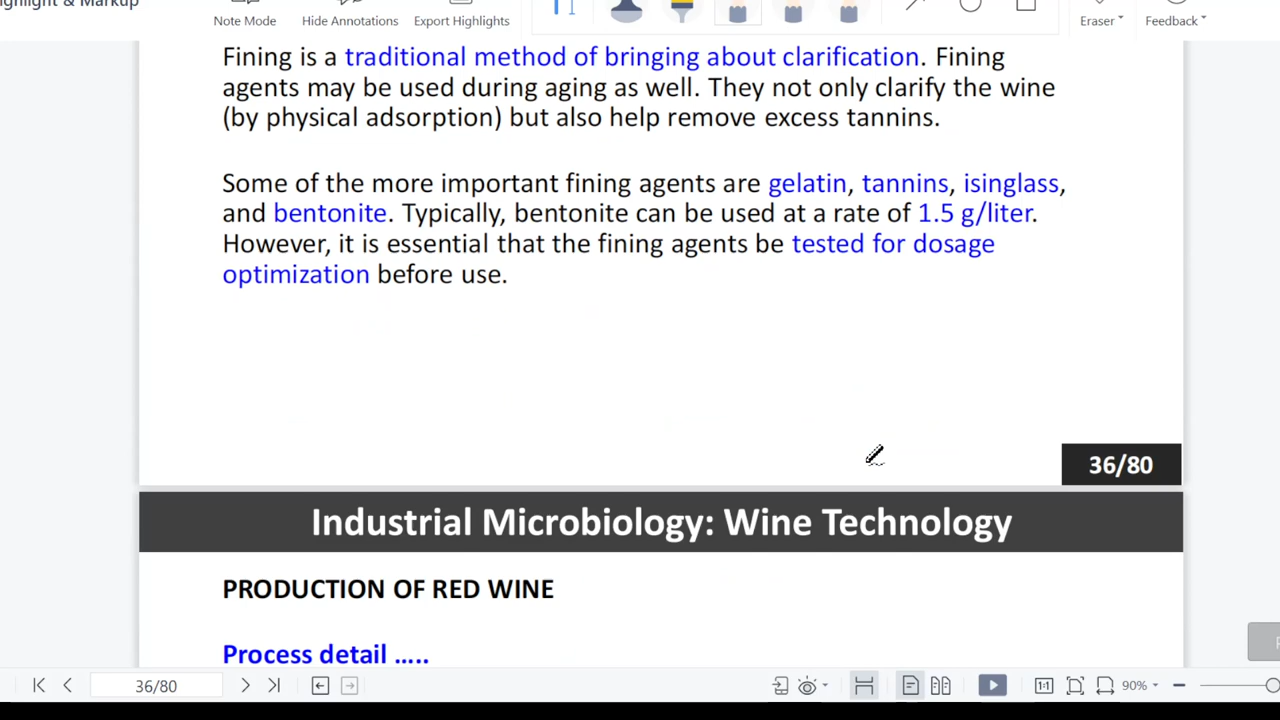 ghlight & Markup
Note Mode
Hide Annotations
Export Highlights
Eraser
Feedback
Fining is a traditional method of bringing about clarification. Fining
agents may be used during aging as well. They not only clarify the wine
(by physical adsorption) but also help remove excess tannins.
Some of the more important fining agents are gelatin, tannins, isinglass,
and bentonite. Typically, bentonite can be used at a rate of 1.5 g/liter.
However, it is essential that the fining agents be tested for dosage
optimization before use.
36/80
Industrial Microbiology: Wine Technology
PRODUCTION OF RED WINE
Process detail .....
36/80
1:1
90%